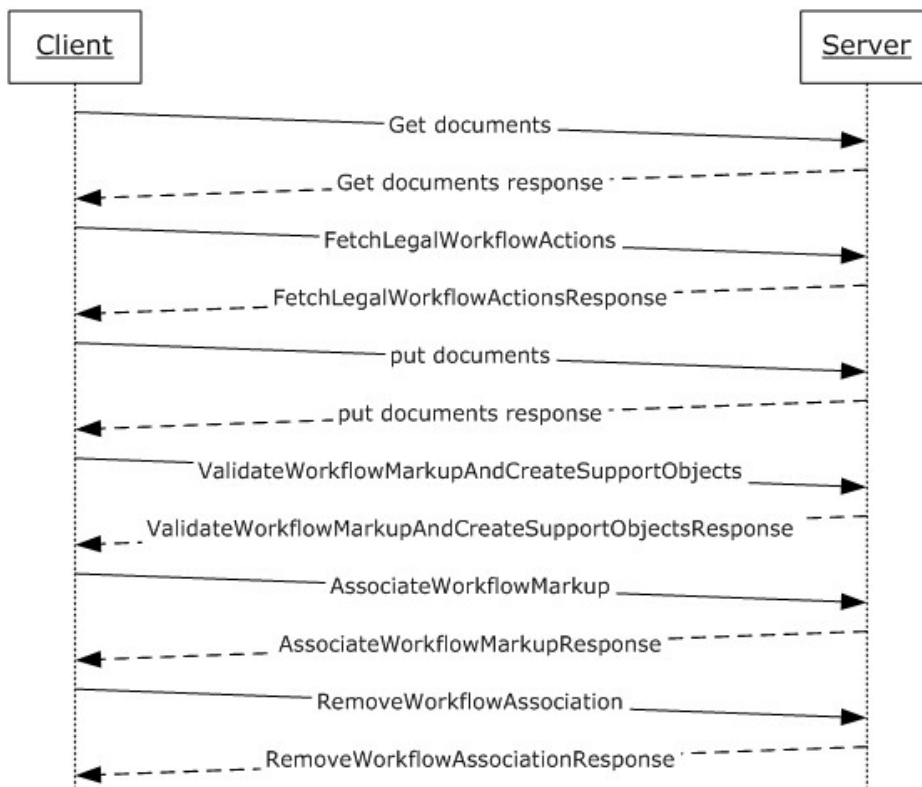 Client
Server
Get documents
Get documents response
FetchLegalWorkflowActions
FetchLegalWorkflowActionsResponse
put documents
put documents response
ValidateWorkflowMarkupAndCreateSupportObjects
ValidateWorkflowMarkupAndCreateSupportObjectsResponse
AssociateWorkflowMarkup
AssociateWorkflowMarkupResponse
RemoveWorkflowAssociation
RemoveWorkflowAssociationResponse